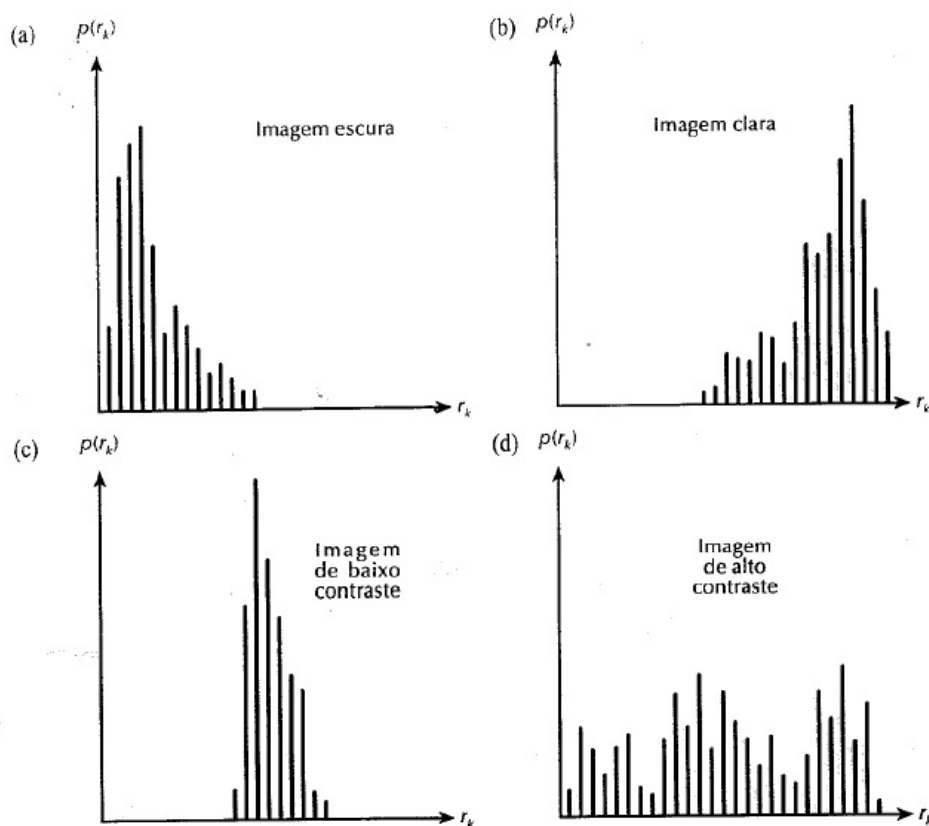 (a) p(r_k)
Imagem escura
r_k
(b) p(r_k)
Imagem clara
r_k
(c) p(r_k)
Imagem
de baixo
contraste
r_k
(d) p(r_k)
Imagem
de alto
contraste
r_k